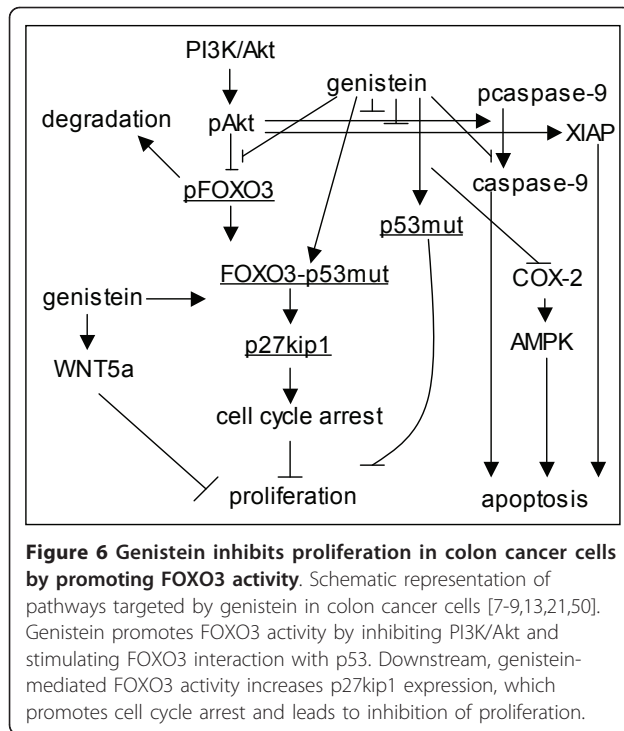 PI3K/Akt
genistein
pcaspase-9
degradation
pAkt
XIAP
pFOXO3
caspase-9
p53mut
FOXO3-p53mut
COX-2
genistein
p27kip1
AMPK
WNT5a
cell cycle arrest
proliferation
apoptosis
Figure 6 Genistein inhibits proliferation in colon cancer cells
by promoting FOXO3 activity. Schematic representation of
pathways targeted by genistein in colon cancer cells [7-9,13,21,50].
Genistein promotes FOXO3 activity by inhibiting PI3K/Akt and
stimulating FOXO3 interaction with p53. Downstream, genistein-
mediated FOXO3 activity increases p27kip1 expression, which
promotes cell cycle arrest and leads to inhibition of proliferation.